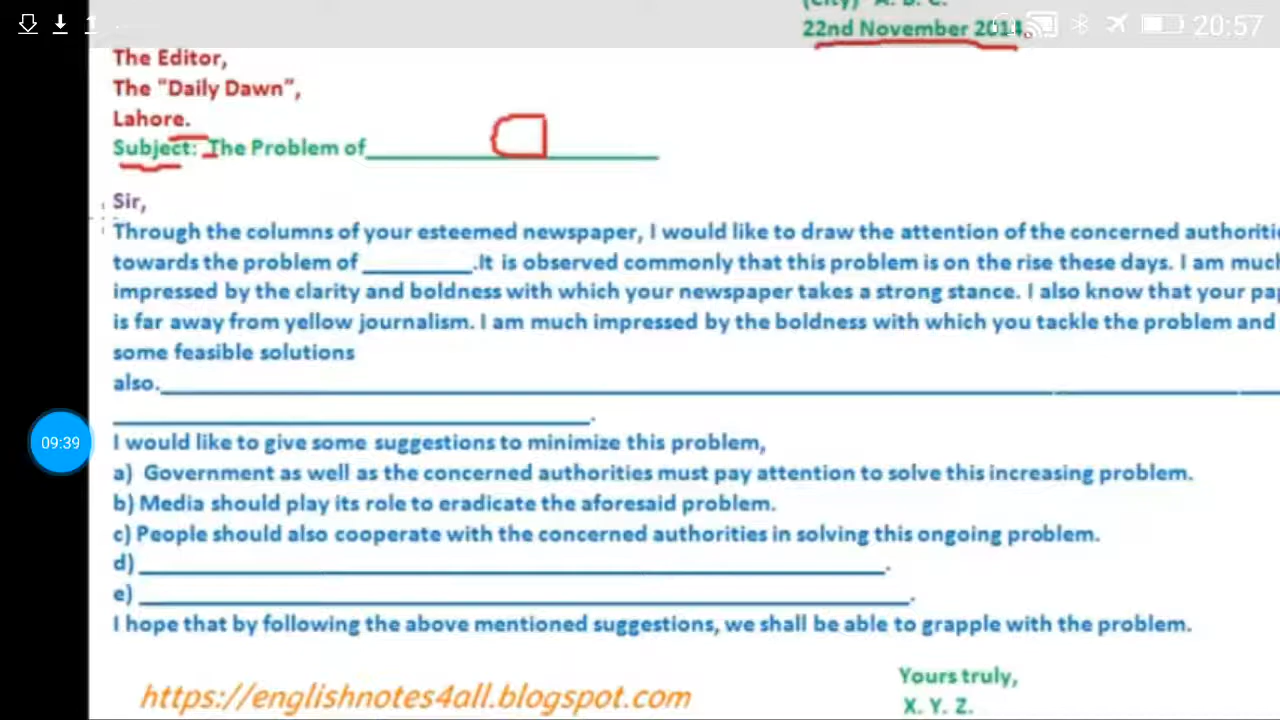 (City) A. B. C.
20:57
22nd November 201
The Editor,
The "Daily Dawn",
Lahore.
Subject: The Problem of
Sir,
Through the columns of your esteemed newspaper, I would like to draw the attention of the concerned authoriti
towards the problem of ________.It is observed commonly that this problem is on the rise these days. I am much
impressed by the clarity and boldness with which your newspaper takes a strong stance. I also know that your pap
is far away from yellow journalism. I am much impressed by the boldness with which you tackle the problem and
some feasible solutions
also.
I would like to give some suggestions to minimize this problem,
09:39
a) Government as well as the concerned authorities must pay attention to solve this increasing problem.
b) Media should play its role to eradicate the aforesaid problem.
c) People should also cooperate with the concerned authorities in solving this ongoing problem.
d) ________.
e) ________.
I hope that by following the above mentioned suggestions, we shall be able to grapple with the problem.
Yours truly,
https://englishnotes4all.blogspot.com
X. Y. Z.